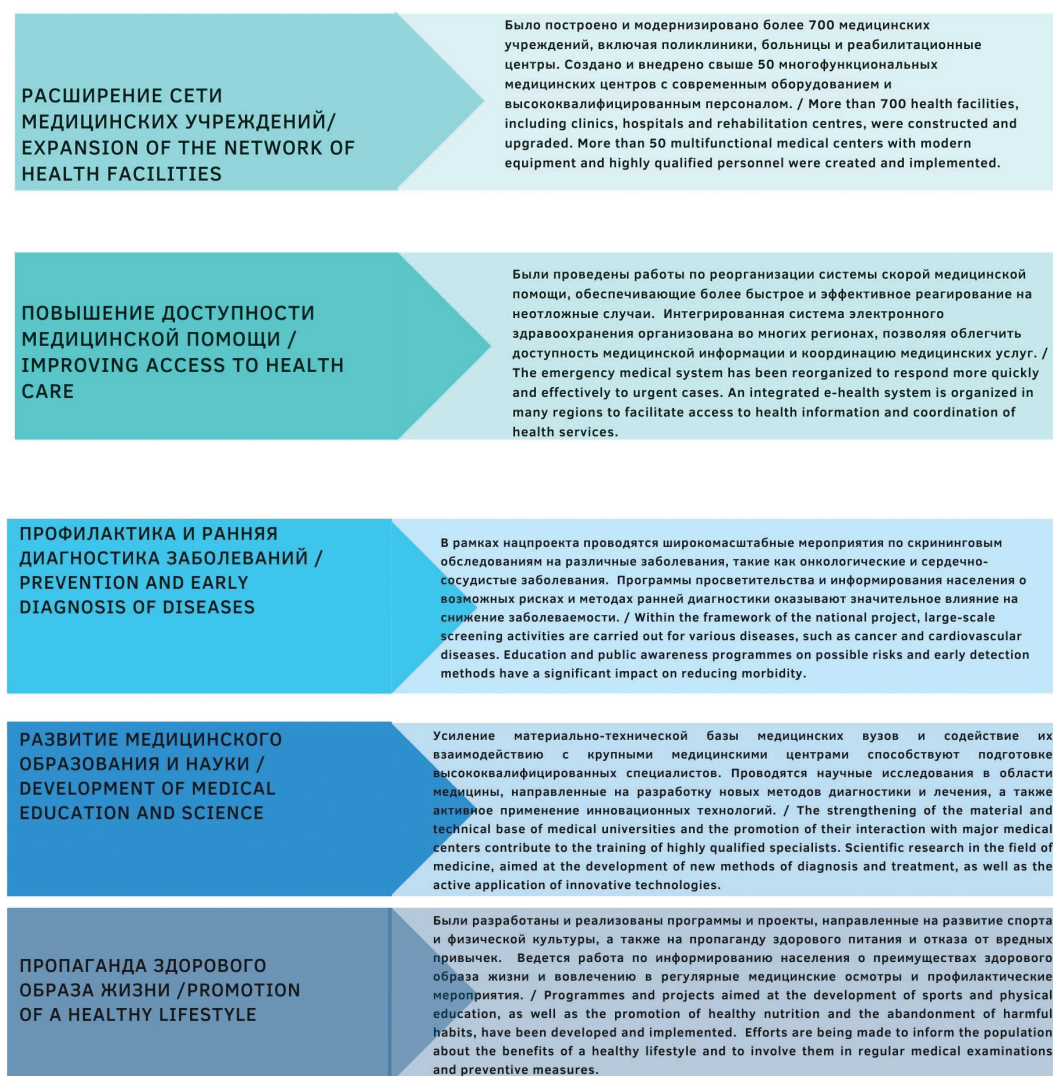 РАСШИРЕНИЕ СЕТИ
МЕДИЦИНСКИХ УЧРЕЖДЕНИЙ/
EXPANSION OF THE NETWORK OF
HEALTH FACILITIES
Было построено и модернизировано более 700 медицинских
учреждений, включая поликлиники, больницы и реабилитационные
центры. Создано и внедрено свыше 50 многофункциональных
медицинских центров с современным оборудованием и
высококвалифицированным персоналом. / More than 700 health facilities,
including clinics, hospitals and rehabilitation centres, were constructed and
upgraded. More than 50 multifunctional medical centers with modern
equipment and highly qualified personnel were created and implemented.
ПОВЫШЕНИЕ ДОСТУПНОСТИ
МЕДИЦИНСКОЙ ПОМОЩИ /
IMPROVING ACCESS TO HEALTH
CARE
Были проведены работы по реорганизации системы скорой медицинской
помощи, обеспечивающие более быстрое и эффективное реагирование на
неотложные случаи. Интегрированная система электронного
здравоохранения организована во многих регионах, позволяя облегчить
доступность медицинской информации и координацию медицинских услуг. /
The emergency medical system has been reorganized to respond more quickly
and effectively to urgent cases. An integrated e-health system is organized in
many regions to facilitate access to health information and coordination of
health services.
ПРОФИЛАКТИКА И РАННЯЯ
ДИАГНОСТИКА ЗАБОЛЕВАНИЙ /
PREVENTION AND EARLY
DIAGNOSIS OF DISEASES
В рамках нацпроекта проводятся широкомасштабные мероприятия по скрининговым
обследованиям на различные заболевания, такие как онкологические и сердечно-
сосудистые заболевания. Программы просветительства и информирования населения о
возможных рисках и методах ранней диагностики оказывают значительное влияние на
снижение заболеваемости. / Within the framework of the national project, large-scale
screening activities are carried out for various diseases, such as cancer and cardiovascular
diseases. Education and public awareness programmes on possible risks and early detection
methods have a significant impact on reducing morbidity.
РАЗВИТИЕ МЕДИЦИНСКОГО
ОБРАЗОВАНИЯ И НАУКИ /
DEVELOPMENT OF MEDICAL
EDUCATION AND SCIENCE
Усиление материально-технической базы медицинских вузов и содействие их
взаимодействию с крупными медицинскими центрами способствуют подготовке
высококвалифицированных специалистов. Проводятся научные исследования в области
медицины, направленные на разработку новых методов диагностики и лечения, а также
активное применение инновационных технологий. / The strengthening of the material and
technical base of medical universities and the promotion of their interaction with major medical
centers contribute to the training of highly qualified specialists. Scientific research in the field of
medicine, aimed at the development of new methods of diagnosis and treatment, as well as the
active application of innovative technologies.
ПРОПАГАНДА ЗДОРОВОГО
ОБРАЗА ЖИЗНИ /PROMOTION
OF A HEALTHY LIFESTYLE
Были разработаны и реализованы программы и проекты, направленные на развитие спорта
и физической культуры, а также на пропаганду здорового питания и отказа от вредных
привычек. Ведется работа по информированию населения о преимуществах здорового
образа жизни и вовлечению в регулярные медицинские осмотры и профилактические
мероприятия. / Programmes and projects aimed at the development of sports and physical
education, as well as the promotion of healthy nutrition and the abandonment of harmful
habits, have been developed and implemented. Efforts are being made to inform the population
about the benefits of a healthy lifestyle and to involve them in regular medical examinations
and preventive measures.